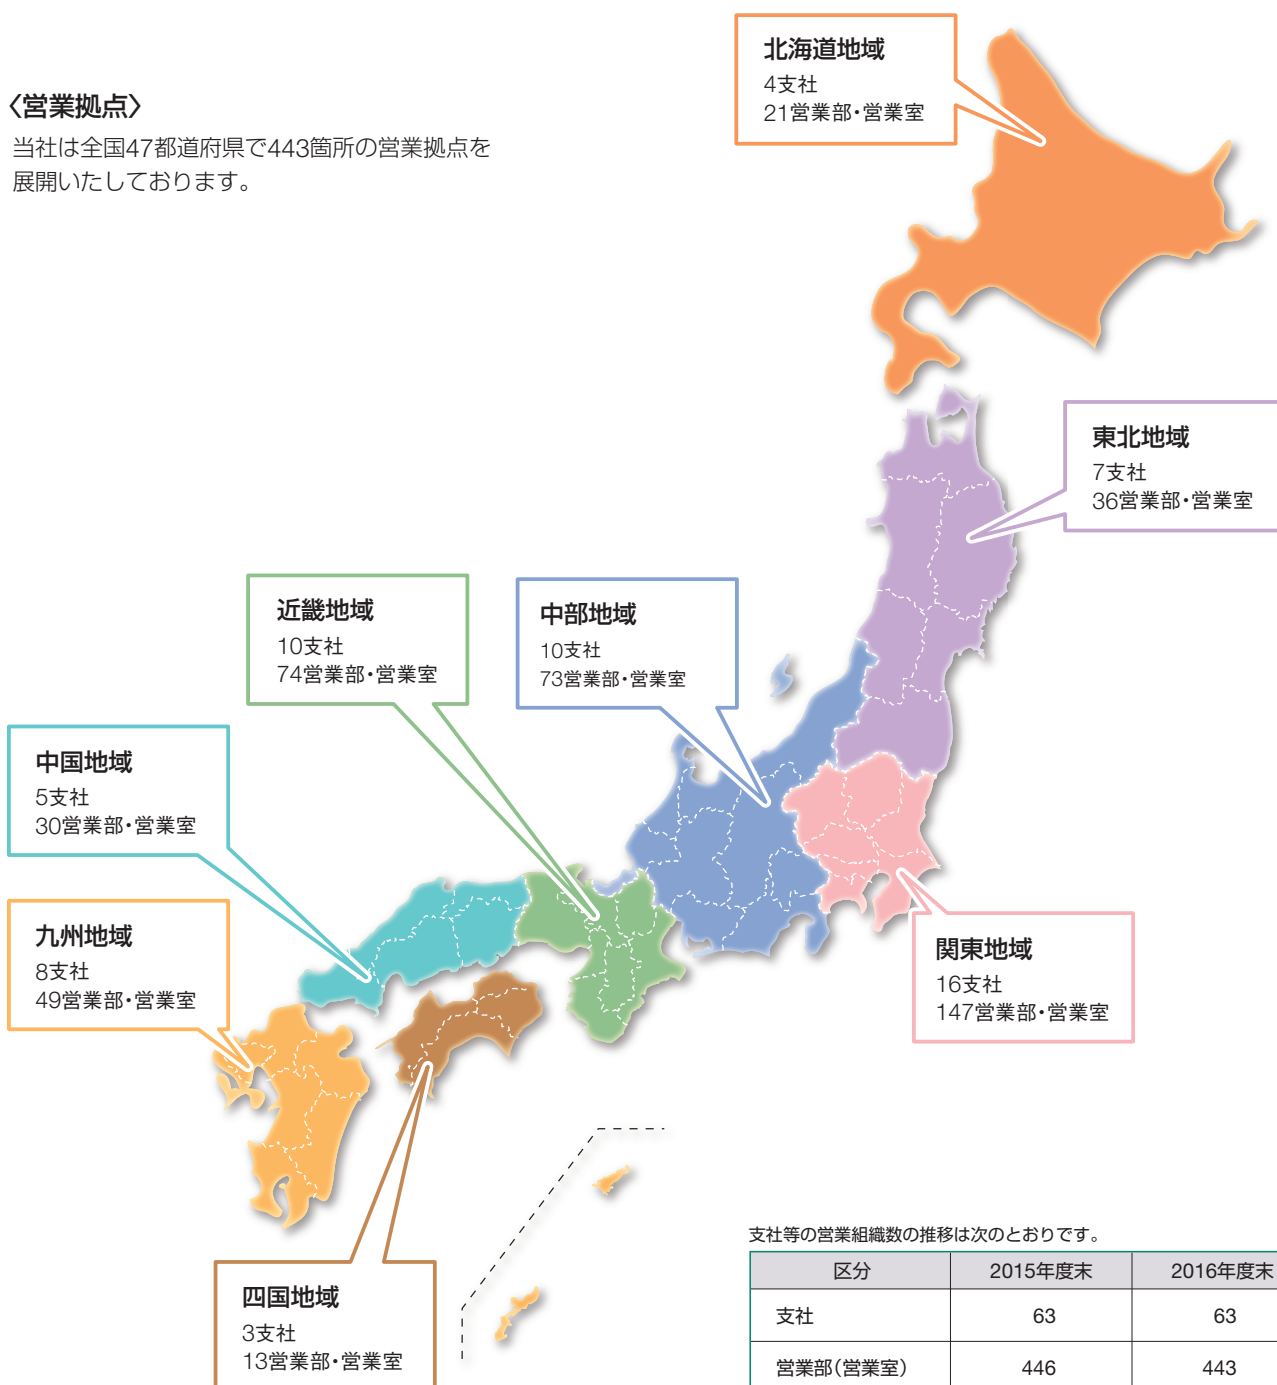 〈営業拠点〉
当社は全国47都道府県で443箇所の営業拠点を
展開いたしております。
北海道地域
4支社
21営業部・営業室
東北地域
7支社
36営業部・営業室
近畿地域
10支社
74営業部・営業室
中部地域
10支社
73営業部・営業室
中国地域
5支社
30営業部・営業室
九州地域
8支社
49営業部・営業室
関東地域
16支社
147営業部・営業室
四国地域
3支社
13営業部・営業室
支社等の営業組織数の推移は次のとおりです。
区分 2015年度末 2016年度末
支社 63 63
営業部(営業室) 446 443